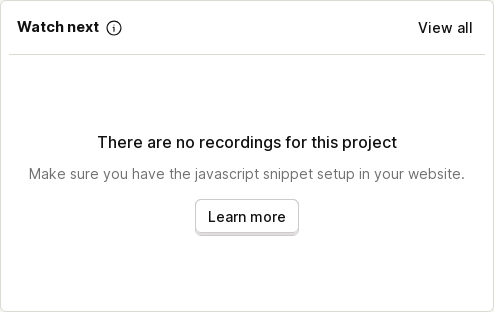 Watch next
View all
There are no recordings for this project
Make sure you have the javascript snippet setup in your website.
Learn more